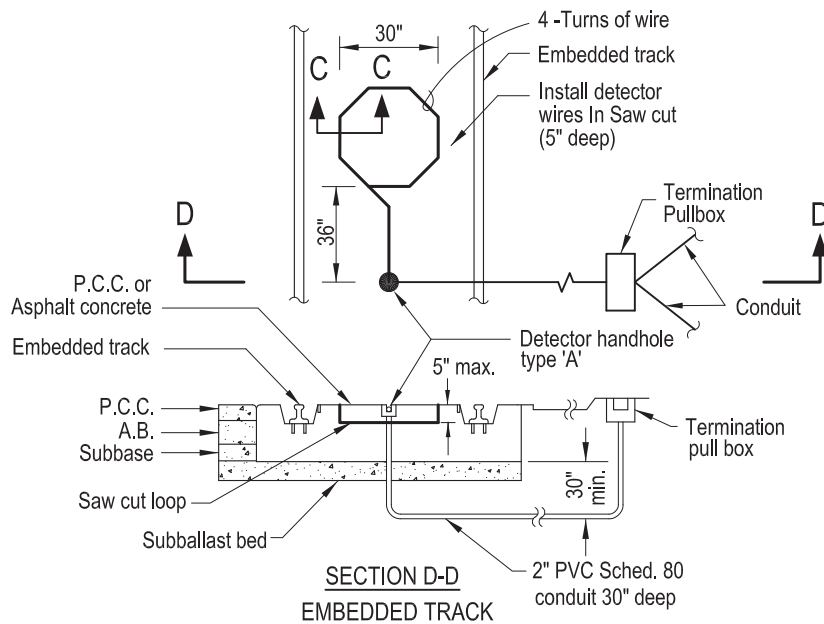 4 -Turns of wire
30"
Embedded track
C
C
Install detector
wires In Saw cut
(5" deep)
Termination
Pullbox
D
D
36"
P.C.C. or
Asphalt concrete
Conduit
Embedded track
Detector handhole
type 'A'
5" max.
P.C.C.
A.B.
Subbase
Termination
pull box
30"
min.
Saw cut loop
Subballast bed
2" PVC Sched. 80
conduit 30" deep
SECTION D-D
EMBEDDED TRACK